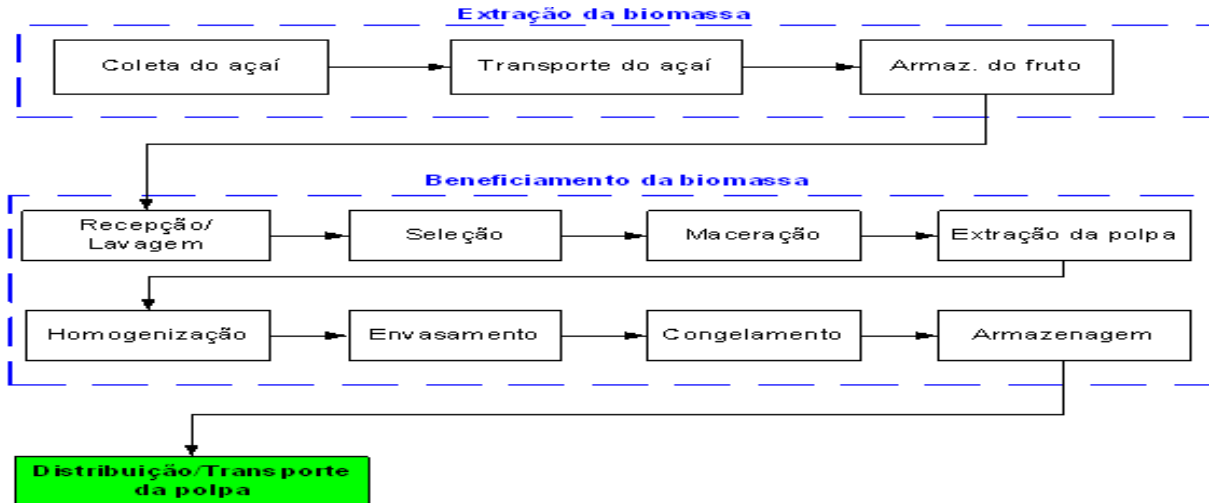 Extração da biomassa
Coleta do açaí
Transporte do açaí
Armaz. do fruto
Beneficiamento da biomassa
Recepção/
Lavagem
Seleção
Maceração
Extração da polpa
Homogenização
Envasamento
Congelamento
Armazenagem
Distribuição/Transporte
da polpa